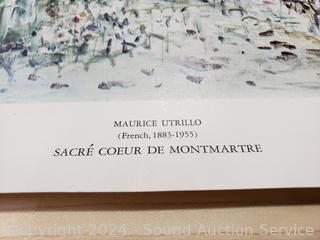 MAURICE UTRILLO
(French, 1883-1955)
SACRÉ COEUR DE MONTMARTRE
Copyright 2024 - Sound Auction Service